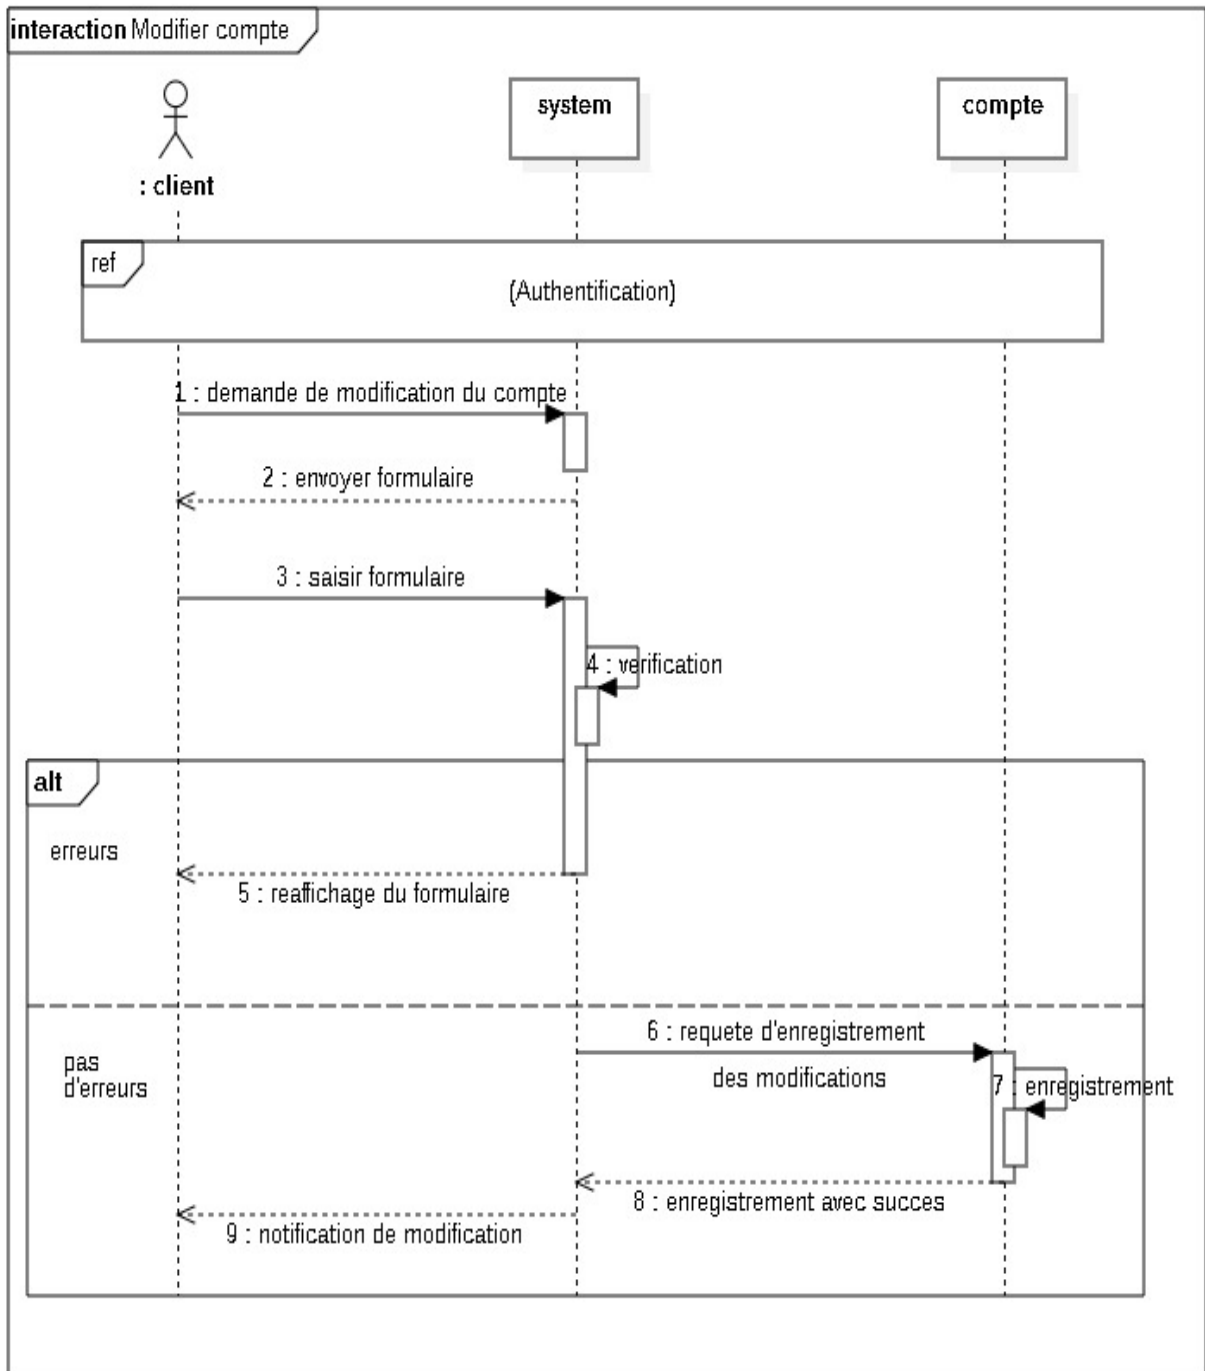 interaction Modifier compte
system
compte
: client
ref
(Authentification)
1 : demande de modification du compte
2 : envoyer formulaire
3 : saisir formulaire
4 : verification
alt
erreurs
5 : reaffichage du formulaire
6 : requete d'enregistrement
des modifications
pas
d'erreurs
7 : enregistrement
8 : enregistrement avec succes
9 : notification de modification